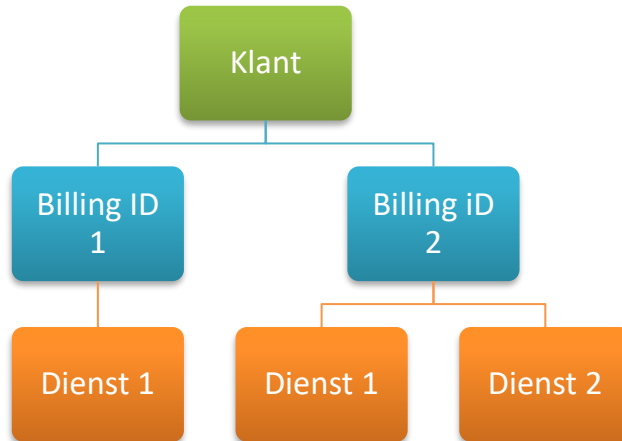 Klant
Billing ID
1
Billing iD
2
Dienst 1
Dienst 1
Dienst 2